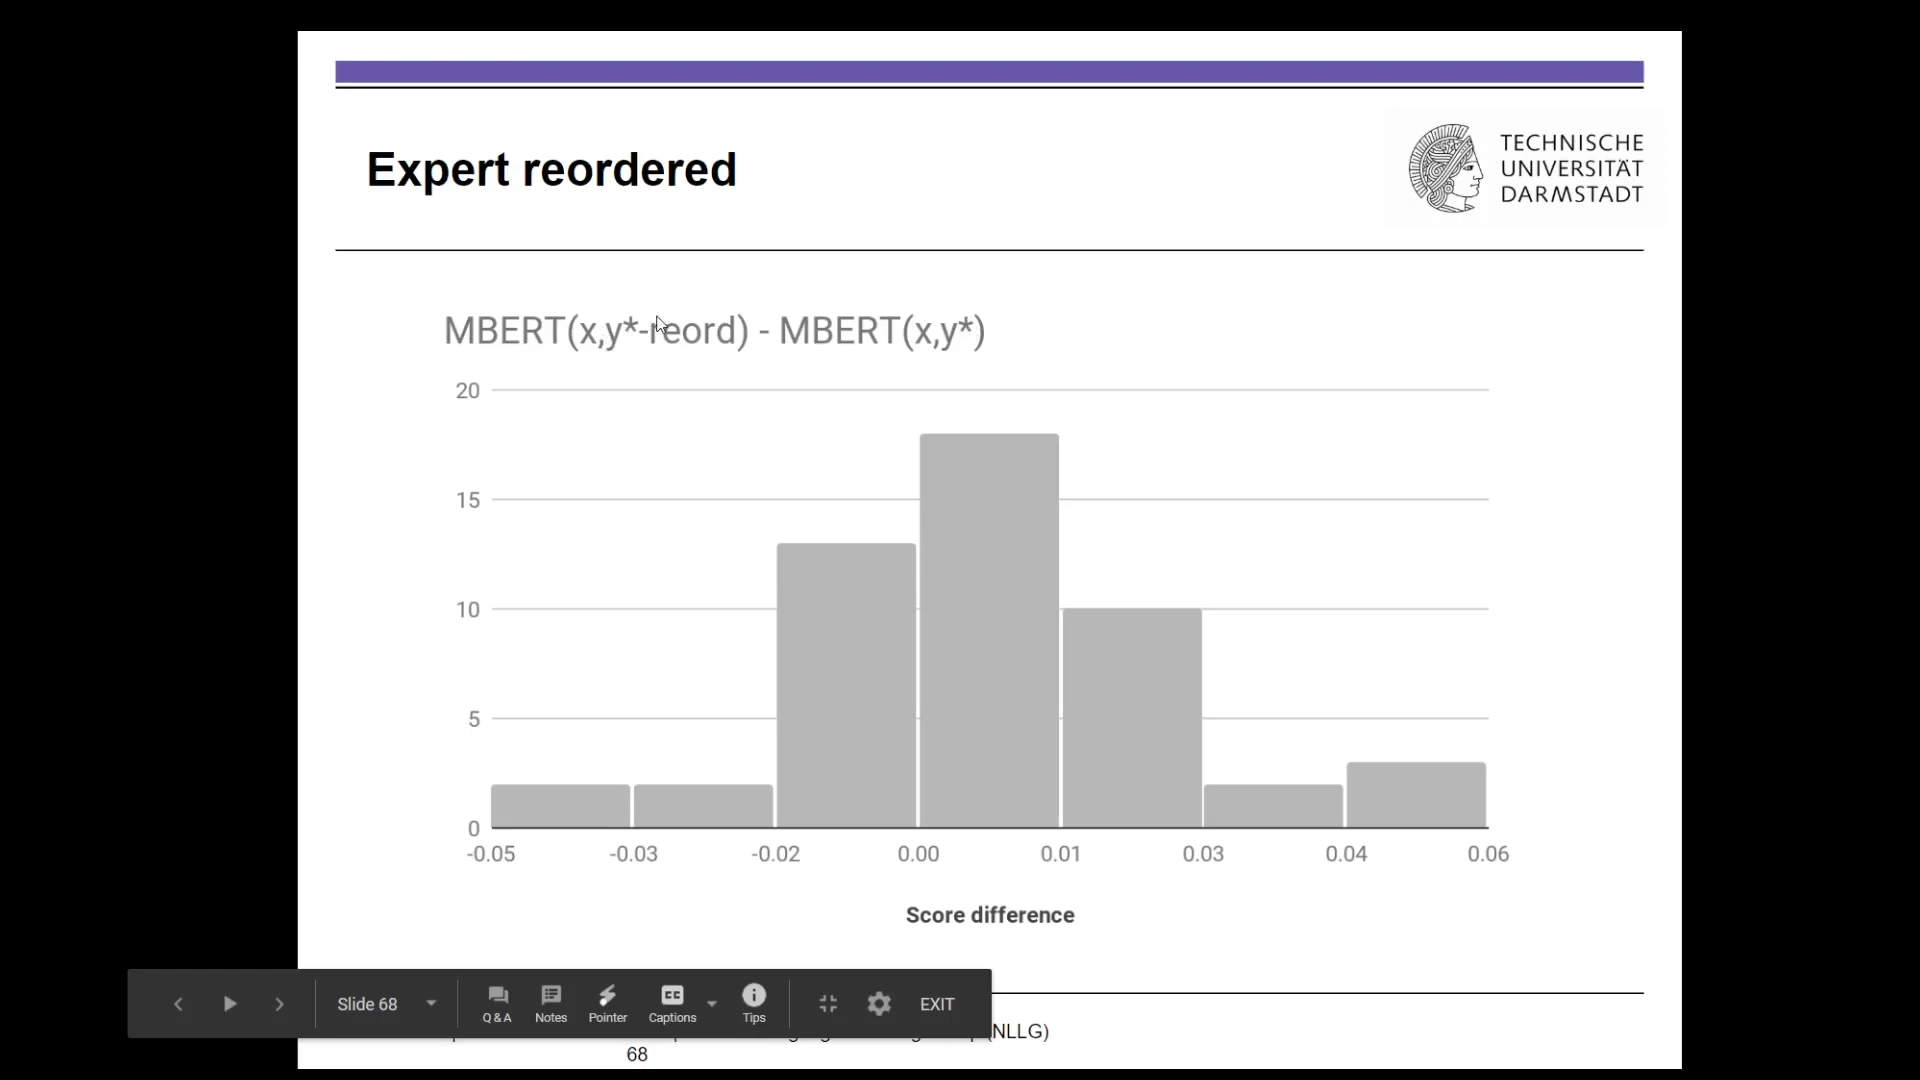 Expert reordered
TECHNISCHE
UNIVERSITÄT
DARMSTADT
MBERT(x,y*-reord) - MBERT(x,y*)
20
15
10
5
0
-0.05 -0.03 -0.02 0.00 0.01 0.03 0.04 0.06
Score difference
Slide 68
Q & A Notes Pointer Captions Tips
EXIT
(NLLG)
68